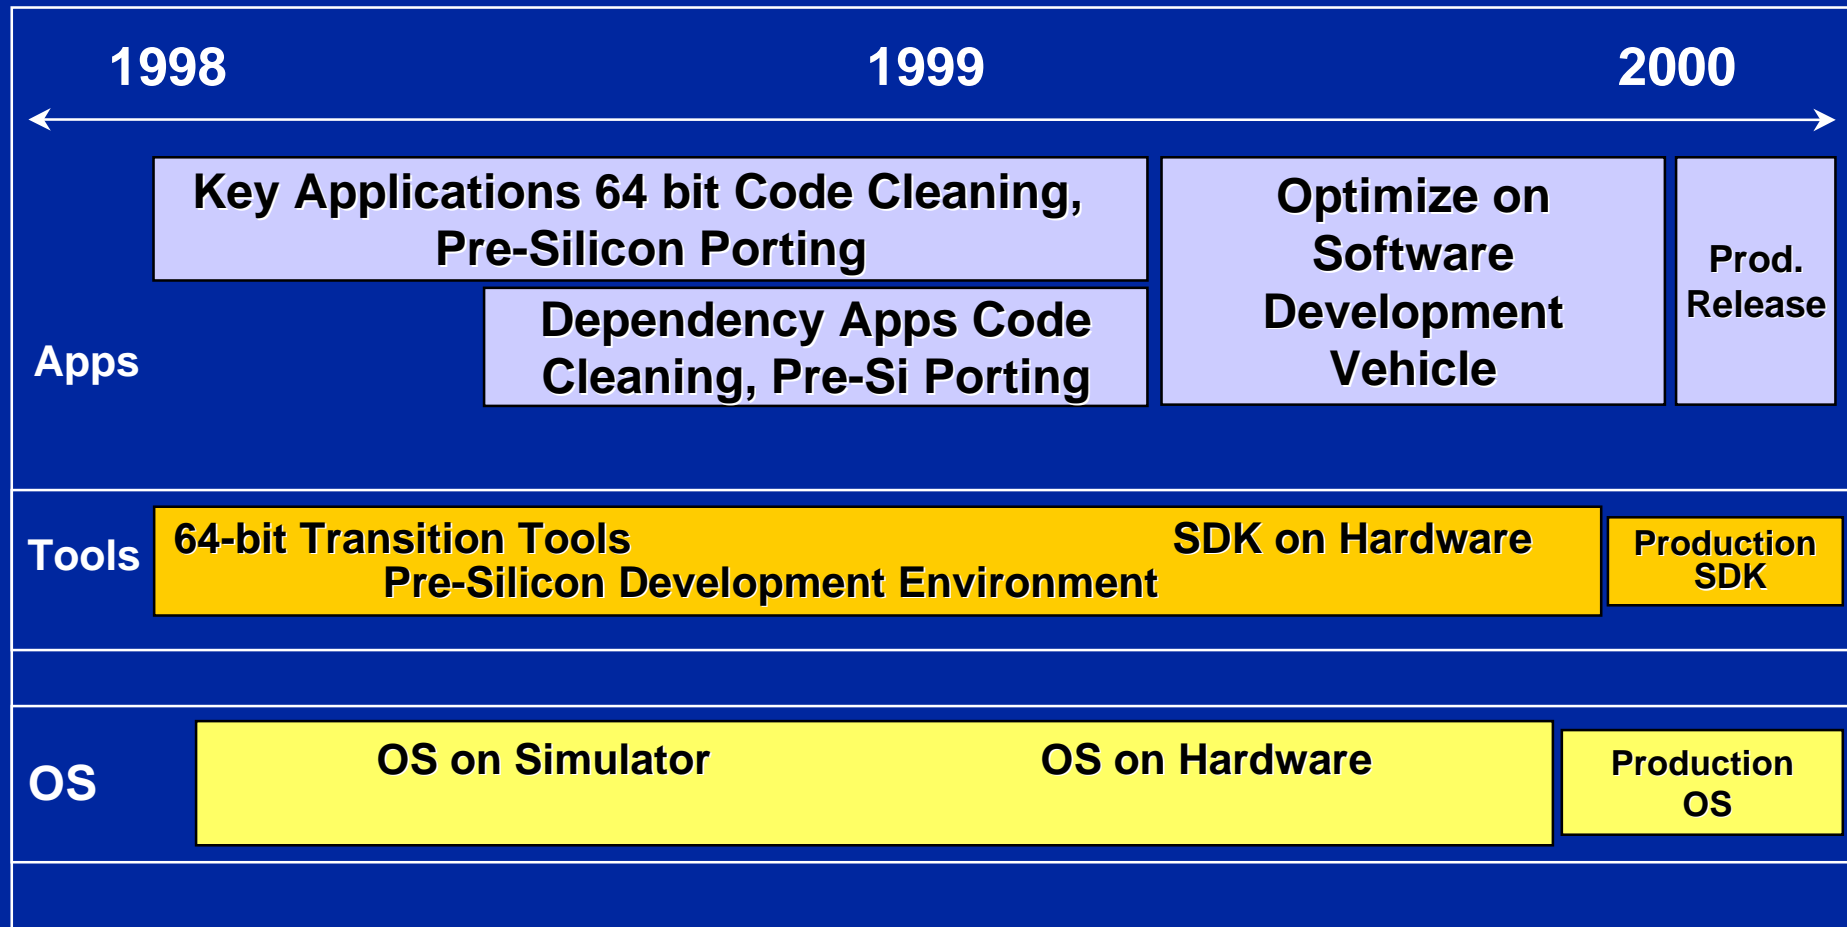 1998 1999 2000
Key Applications 64 bit Code Cleaning,
Pre-Silicon Porting
Dependency Apps Code
Cleaning, Pre-Si Porting
Optimize on
Software
Development
Vehicle
Prod.
Release
Apps
Tools
64-bit Transition Tools SDK on Hardware
Pre-Silicon Development Environment
Production
SDK
OS
OS on Simulator OS on Hardware
Production
OS